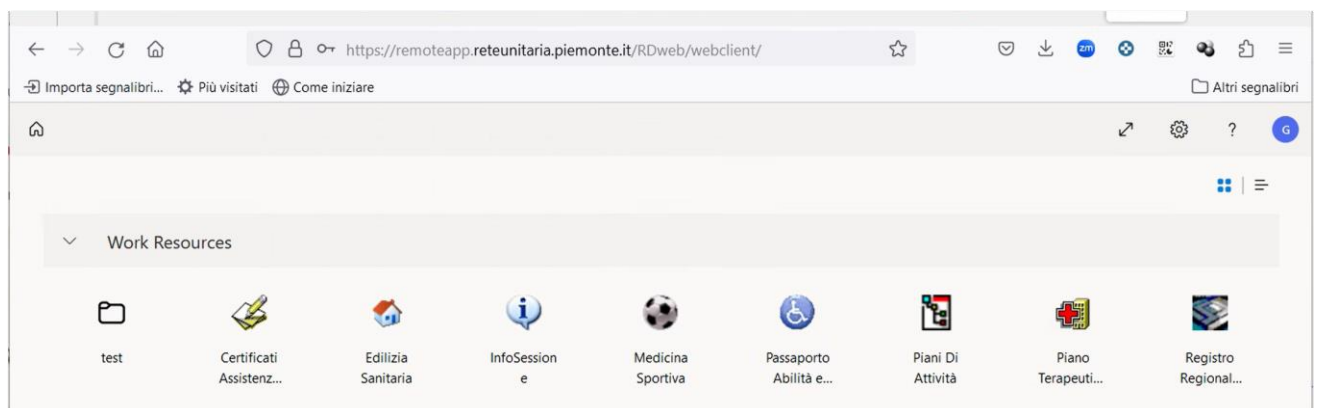 https://remoteapp.reteunitaria.piemonte.it/RDweb/webclient/
zm
Importa segnalibri... Più visitati Come iniziare Altri segnalibri
? G
Work Resources
test
Certificati
Assistenz...
Edilizia
Sanitaria
InfoSession
e
Medicina
Sportiva
Passaporto
Abilità e...
Piani Di
Attività
Piano
Terapeuti...
Registro
Regional...